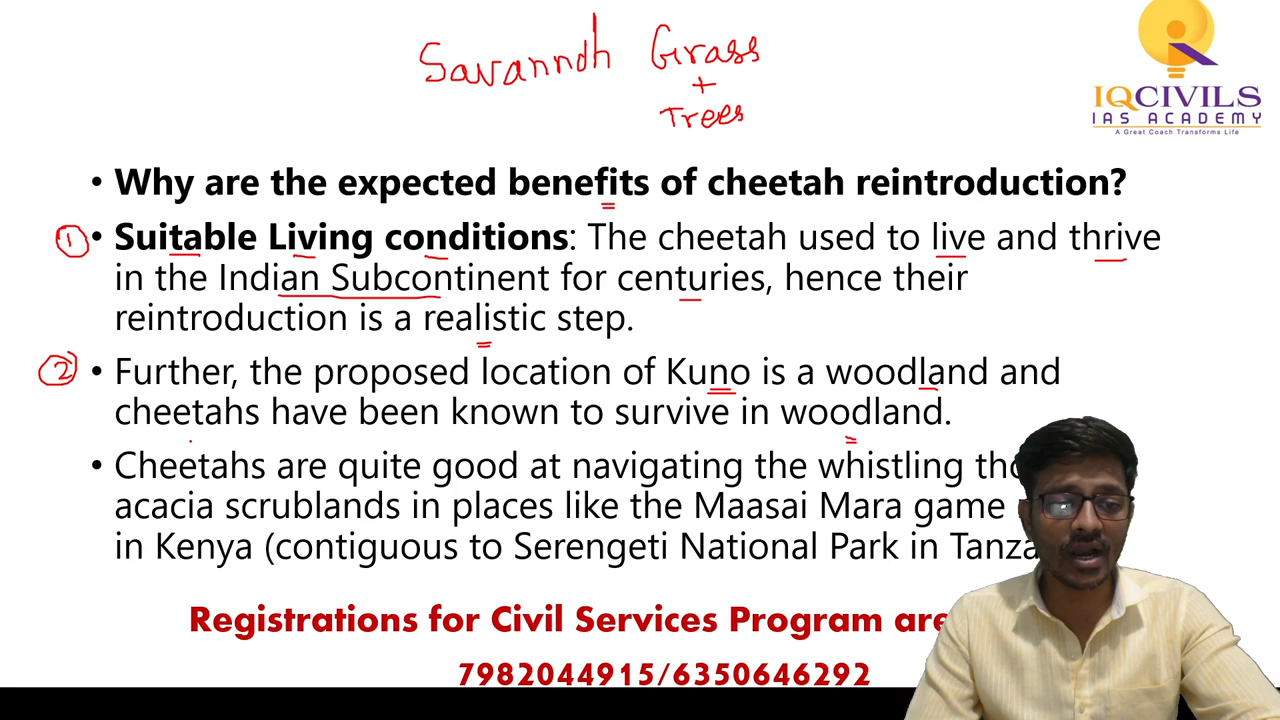 Savannah Grass
+
Trees
IQCIVILS
IAS ACADEMY
A Great Coach Transforms Life
• Why are the expected benefits of cheetah reintroduction?
1 • Suitable Living conditions: The cheetah used to live and thrive
in the Indian Subcontinent for centuries, hence their
reintroduction is a realistic step.
2 • Further, the proposed location of Kuno is a woodland and
cheetahs have been known to survive in woodland.
• Cheetahs are quite good at navigating the whistling
acacia scrublands in places like the Maasai Mara game
in Kenya (contiguous to Serengeti National Park in
Registrations for Civil Services Program are
7982044915/6350646292